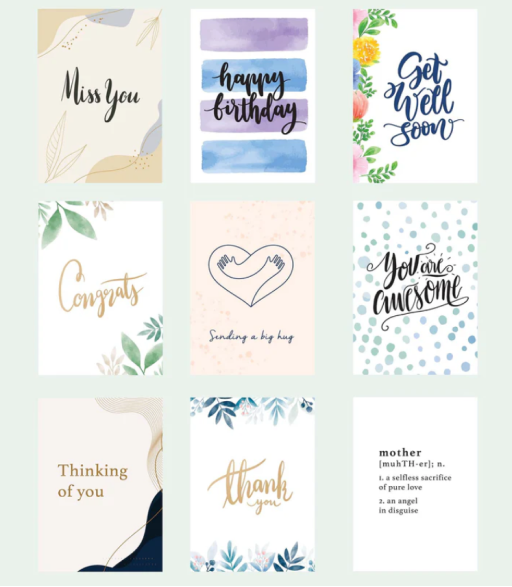 Miss You
happy
birthday
Get
Well
soon
Congrats
Sending a big hug
You are
awesome
Thinking
of you
thank
you
mother
[muhTH-er]; n.
1. a selfless sacrifice
of pure love
2. an angel
in disguise